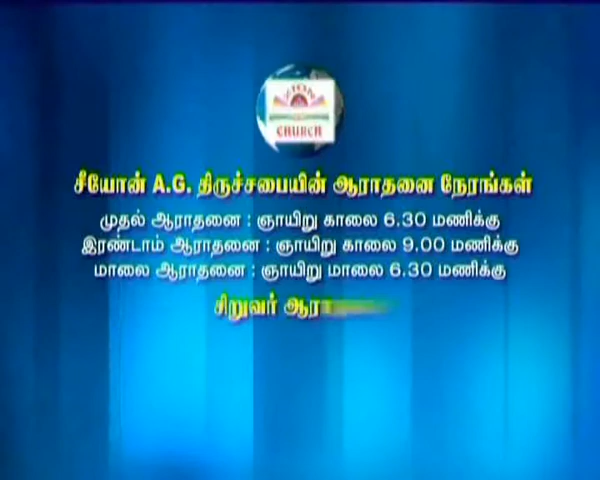 ZION
CHURCH
சீயோன் A.G. திருச்சபையின் ஆராதனை நேரங்கள்
முதல் ஆராதனை : ஞாயிறு காலை 6.30 மணிக்கு
இரண்டாம் ஆராதனை : ஞாயிறு காலை 9.00 மணிக்கு
மாலை ஆராதனை : ஞாயிறு மாலை 6.30 மணிக்கு
சிறுவர்